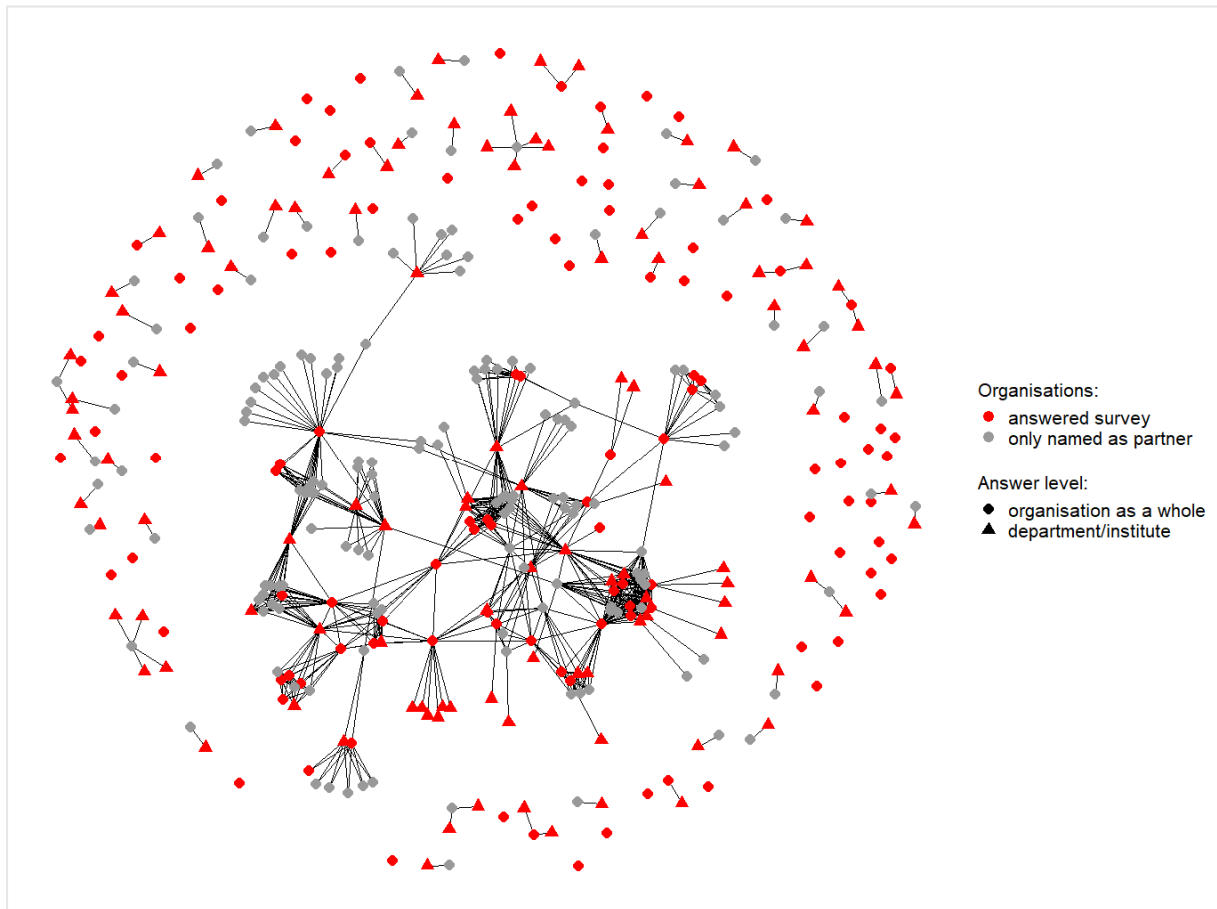 Organisations:
answered survey
only named as partner
Answer level:
organisation as a whole
department/institute